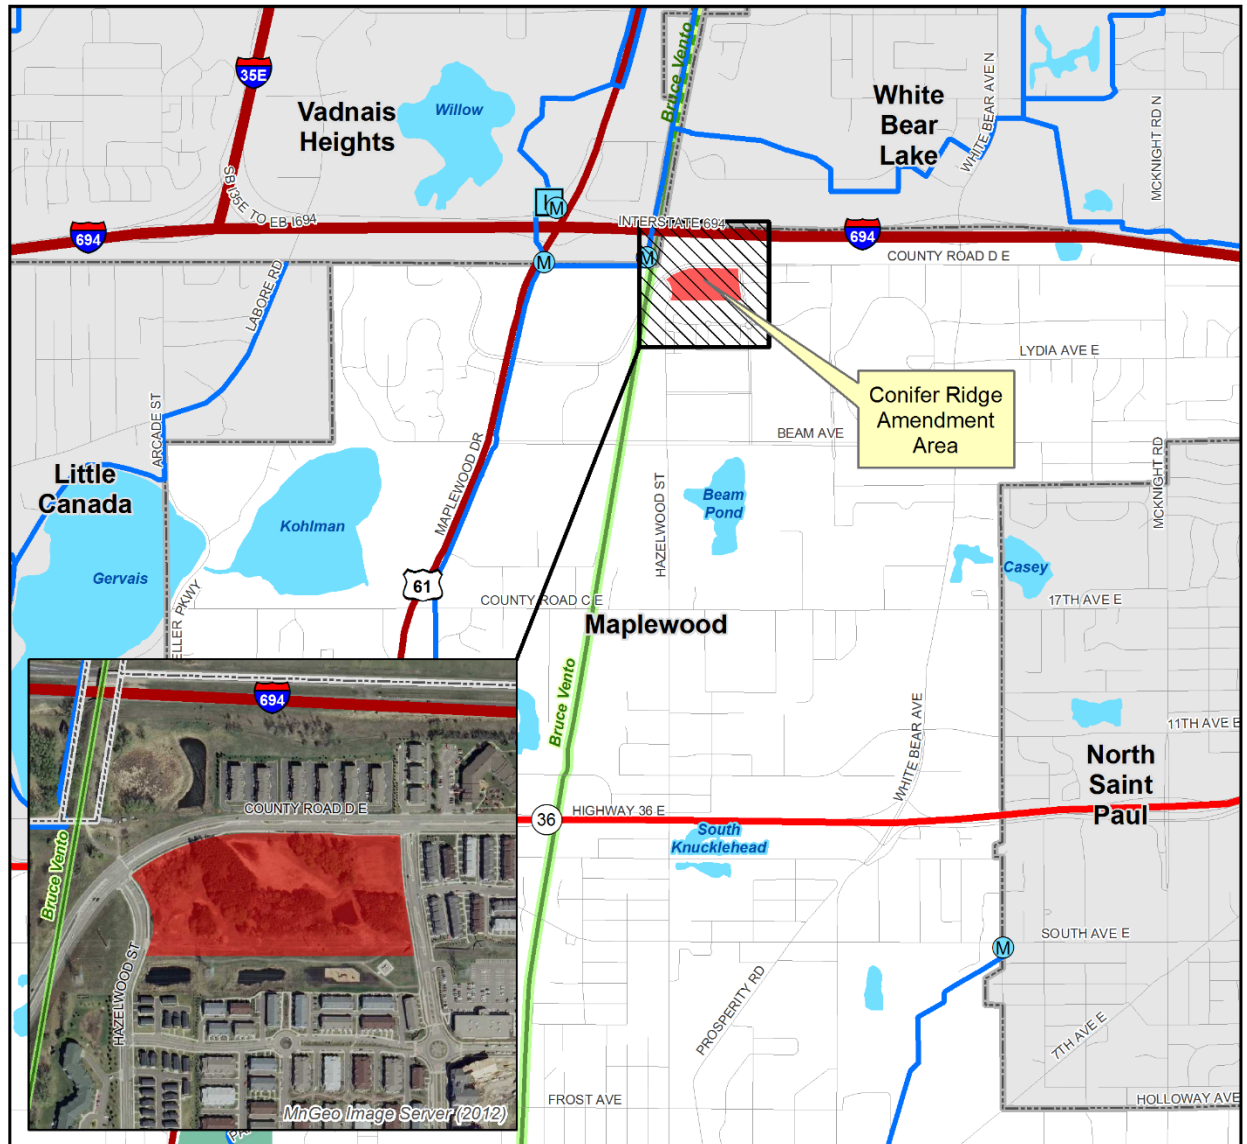 35E
Vadnais
Heights
Willow
Bruce Vento
White
Bear
Lake
WHITE BEAR AVE N
MCKNIGHT RD N
SB I35E TO EB I694
694
I
M
INTERSTATE 694
694
COUNTY ROAD D E
M
M
LABORE RD
LYDIA AVE E
Conifer Ridge
Amendment
Area
ARCADE ST
MAPLEWOOD DR
BEAM AVE
MCKNIGHT RD
Little
Canada
Kohlman
Beam
Pond
HAZELWOOD ST
Gervais
61
Casey
COUNTY ROAD C E
17TH AVE E
ELLER PKWY
Maplewood
Bruce Vento
694
WHITE BEAR AVE
11TH AVE E
North
Saint
Paul
COUNTY ROAD D E
36
HIGHWAY 36 E
South
Knucklehead
Bruce Vento
HAZELWOOD ST
M
SOUTH AVE E
PROSPERITY RD
7TH AVE E
MnGeo Image Server (2012)
FROST AVE
HOLLOWAY AVE